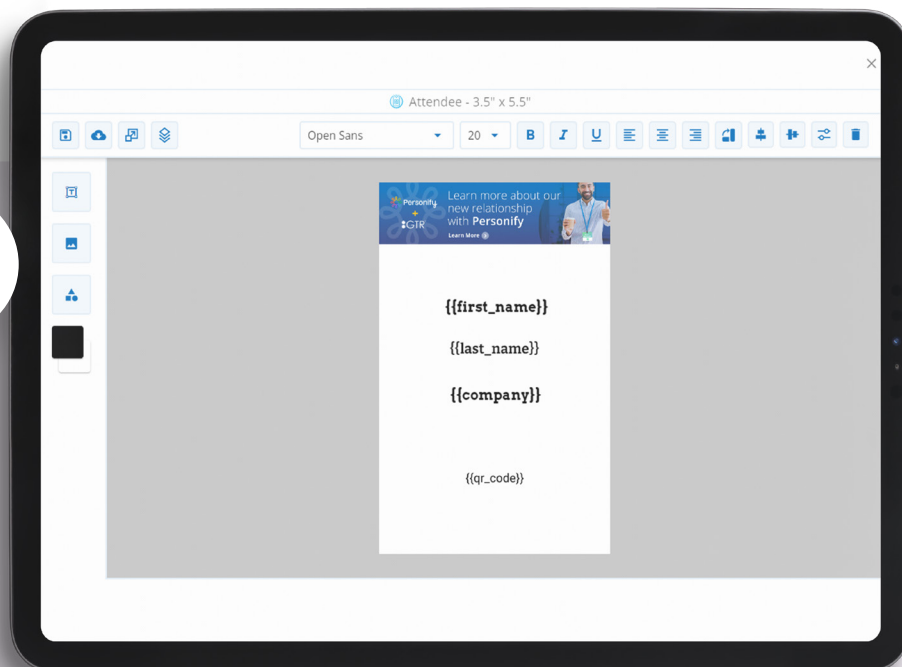 Attendee - 3.5" x 5.5"
Open Sans
20
B
I
U
T
Personify
+
GTR
Learn more about our
new relationship
with Personify
Learn More
{{first_name}}
{{last_name}}
{{company}}
{{qr_code}}